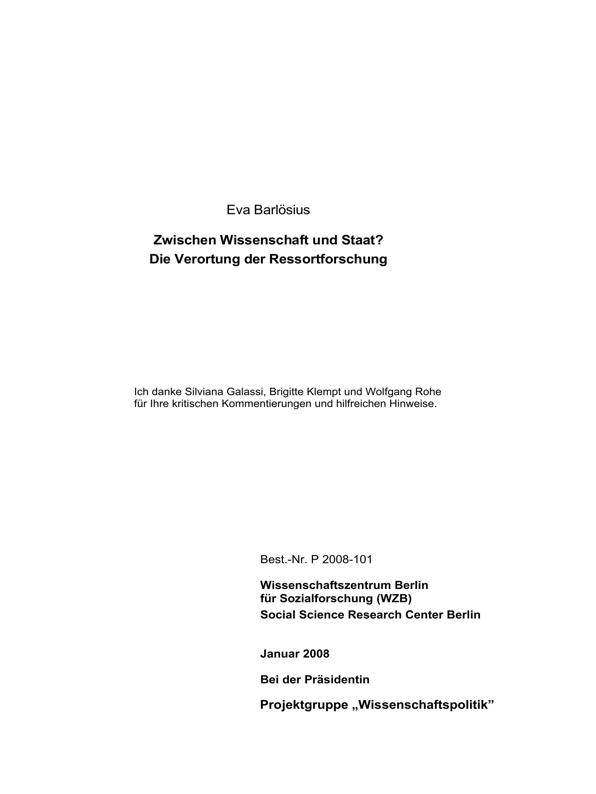 Eva Barlösius
Zwischen Wissenschaft und Staat?
Die Verortung der Ressortforschung
Ich danke Silviana Galassi, Brigitte Klempt und Wolfgang Rohe
für Ihre kritischen Kommentierungen und hilfreichen Hinweise.
Best.-Nr. P 2008-101
Wissenschaftszentrum Berlin
für Sozialforschung (WZB)
Social Science Research Center Berlin
Januar 2008
Bei der Präsidentin
Projektgruppe „Wissenschaftspolitik”